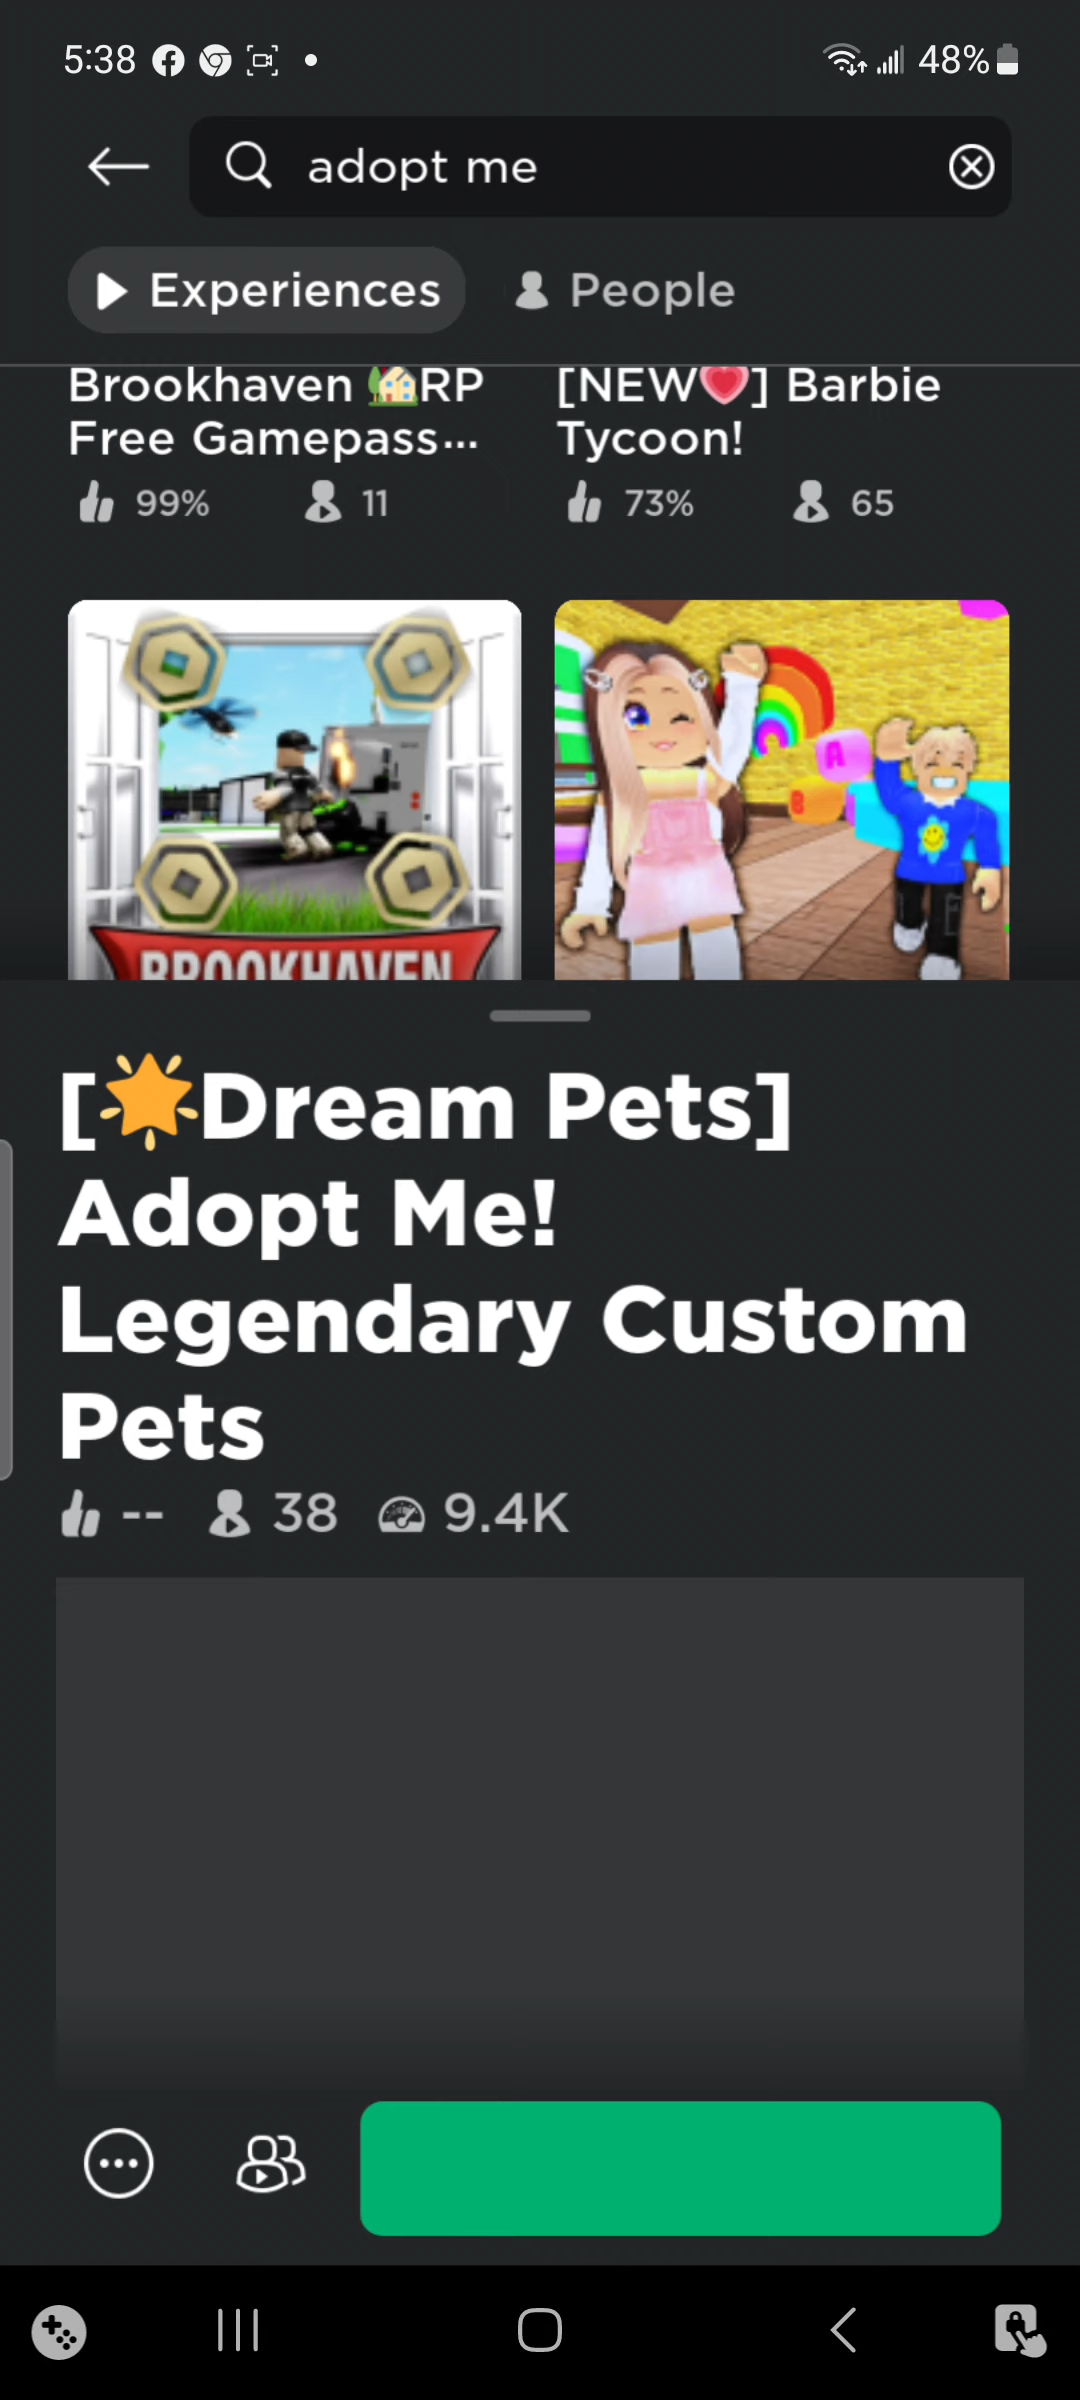 5:38
48%
adopt me
Experiences
People
Brookhaven 🏡RP
Free Gamepass...
99%
11
[NEW💗] Barbie
Tycoon!
73%
65
BROOKHAVEN
A
B
[🌟Dream Pets]
Adopt Me!
Legendary Custom
Pets
--
38
9.4K